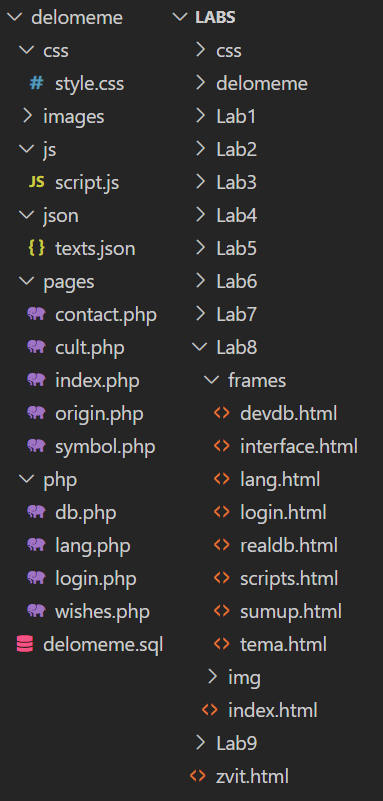 delomeme
css
# style.css
images
js
JS script.js
json
{} texts.json
pages
contact.php
cult.php
index.php
origin.php
symbol.php
php
db.php
lang.php
login.php
wishes.php
delomeme.sql
LABS
css
delomeme
Lab1
Lab2
Lab3
Lab4
Lab5
Lab6
Lab7
Lab8
frames
<> devdb.html
<> interface.html
<> lang.html
<> login.html
<> realdb.html
<> scripts.html
<> sumup.html
<> tema.html
img
<> index.html
Lab9
<> zvit.html